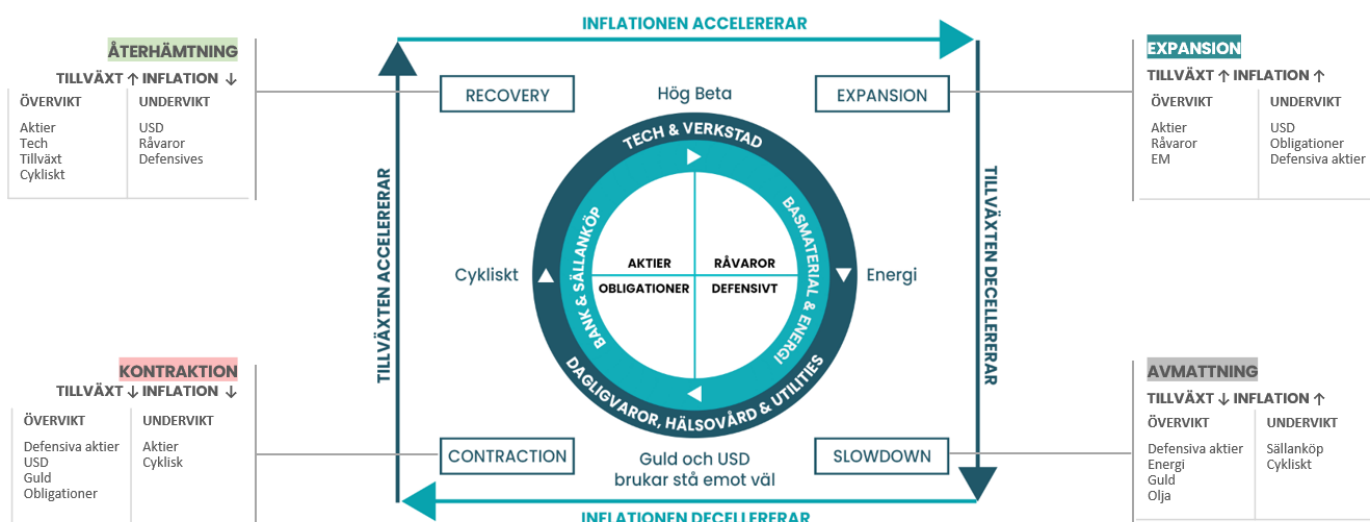 INFLATIONEN ACCELERERAR
ÅTERHÄMTNING
TILLVÄXT ↑ INFLATION ↓
ÖVERVIKT
Aktier
Tech
Tillväxt
Cykliskt
UNDERVIKT
USD
Råvaror
Defensives
RECOVERY
Hög Beta
EXPANSION
EXPANSION
TILLVÄXT ↑ INFLATION ↑
ÖVERVIKT
Aktier
Råvaror
EM
UNDERVIKT
USD
Obligationer
Defensiva aktier
TILLVÄXTEN ACCELERERAR
Cykliskt
TECH & VERKSTAD
BANK & SÄLLANKÖP
BASMATERIAL & ENERGI
AKTIER
RÅVAROR
OBLIGATIONER
DEFENSIVT
DAGLIGVAROR, HÄLSOVÅRD & UTILITIES
Energi
TILLVÄXTEN DECELLERERAR
KONTRAKTION
TILLVÄXT ↓ INFLATION ↓
ÖVERVIKT
Defensiva aktier
USD
Guld
Obligationer
UNDERVIKT
Aktier
Cyklisk
CONTRACTION
Guld och USD
brukar stå emot väl
SLOWDOWN
AVMATTNING
TILLVÄXT ↓ INFLATION ↑
ÖVERVIKT
Defensiva aktier
Energi
Guld
Olja
UNDERVIKT
Sällanköp
Cykliskt
INFLATIONEN DECELLERERAR